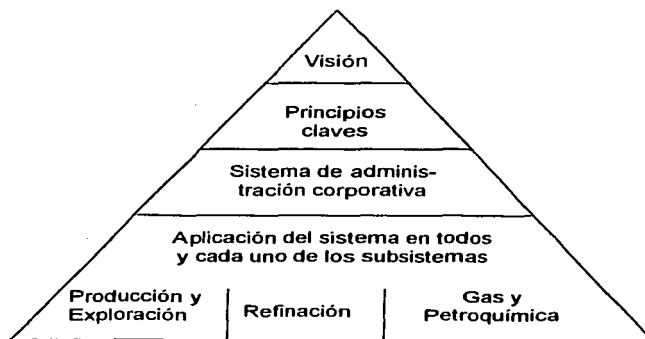 Visión
Principios
claves
Sistema de adminis-
tración corporativa
Aplicación del sistema en todos
y cada uno de los subsistemas
Producción y
Exploración
Refinación
Gas y
Petroquímica